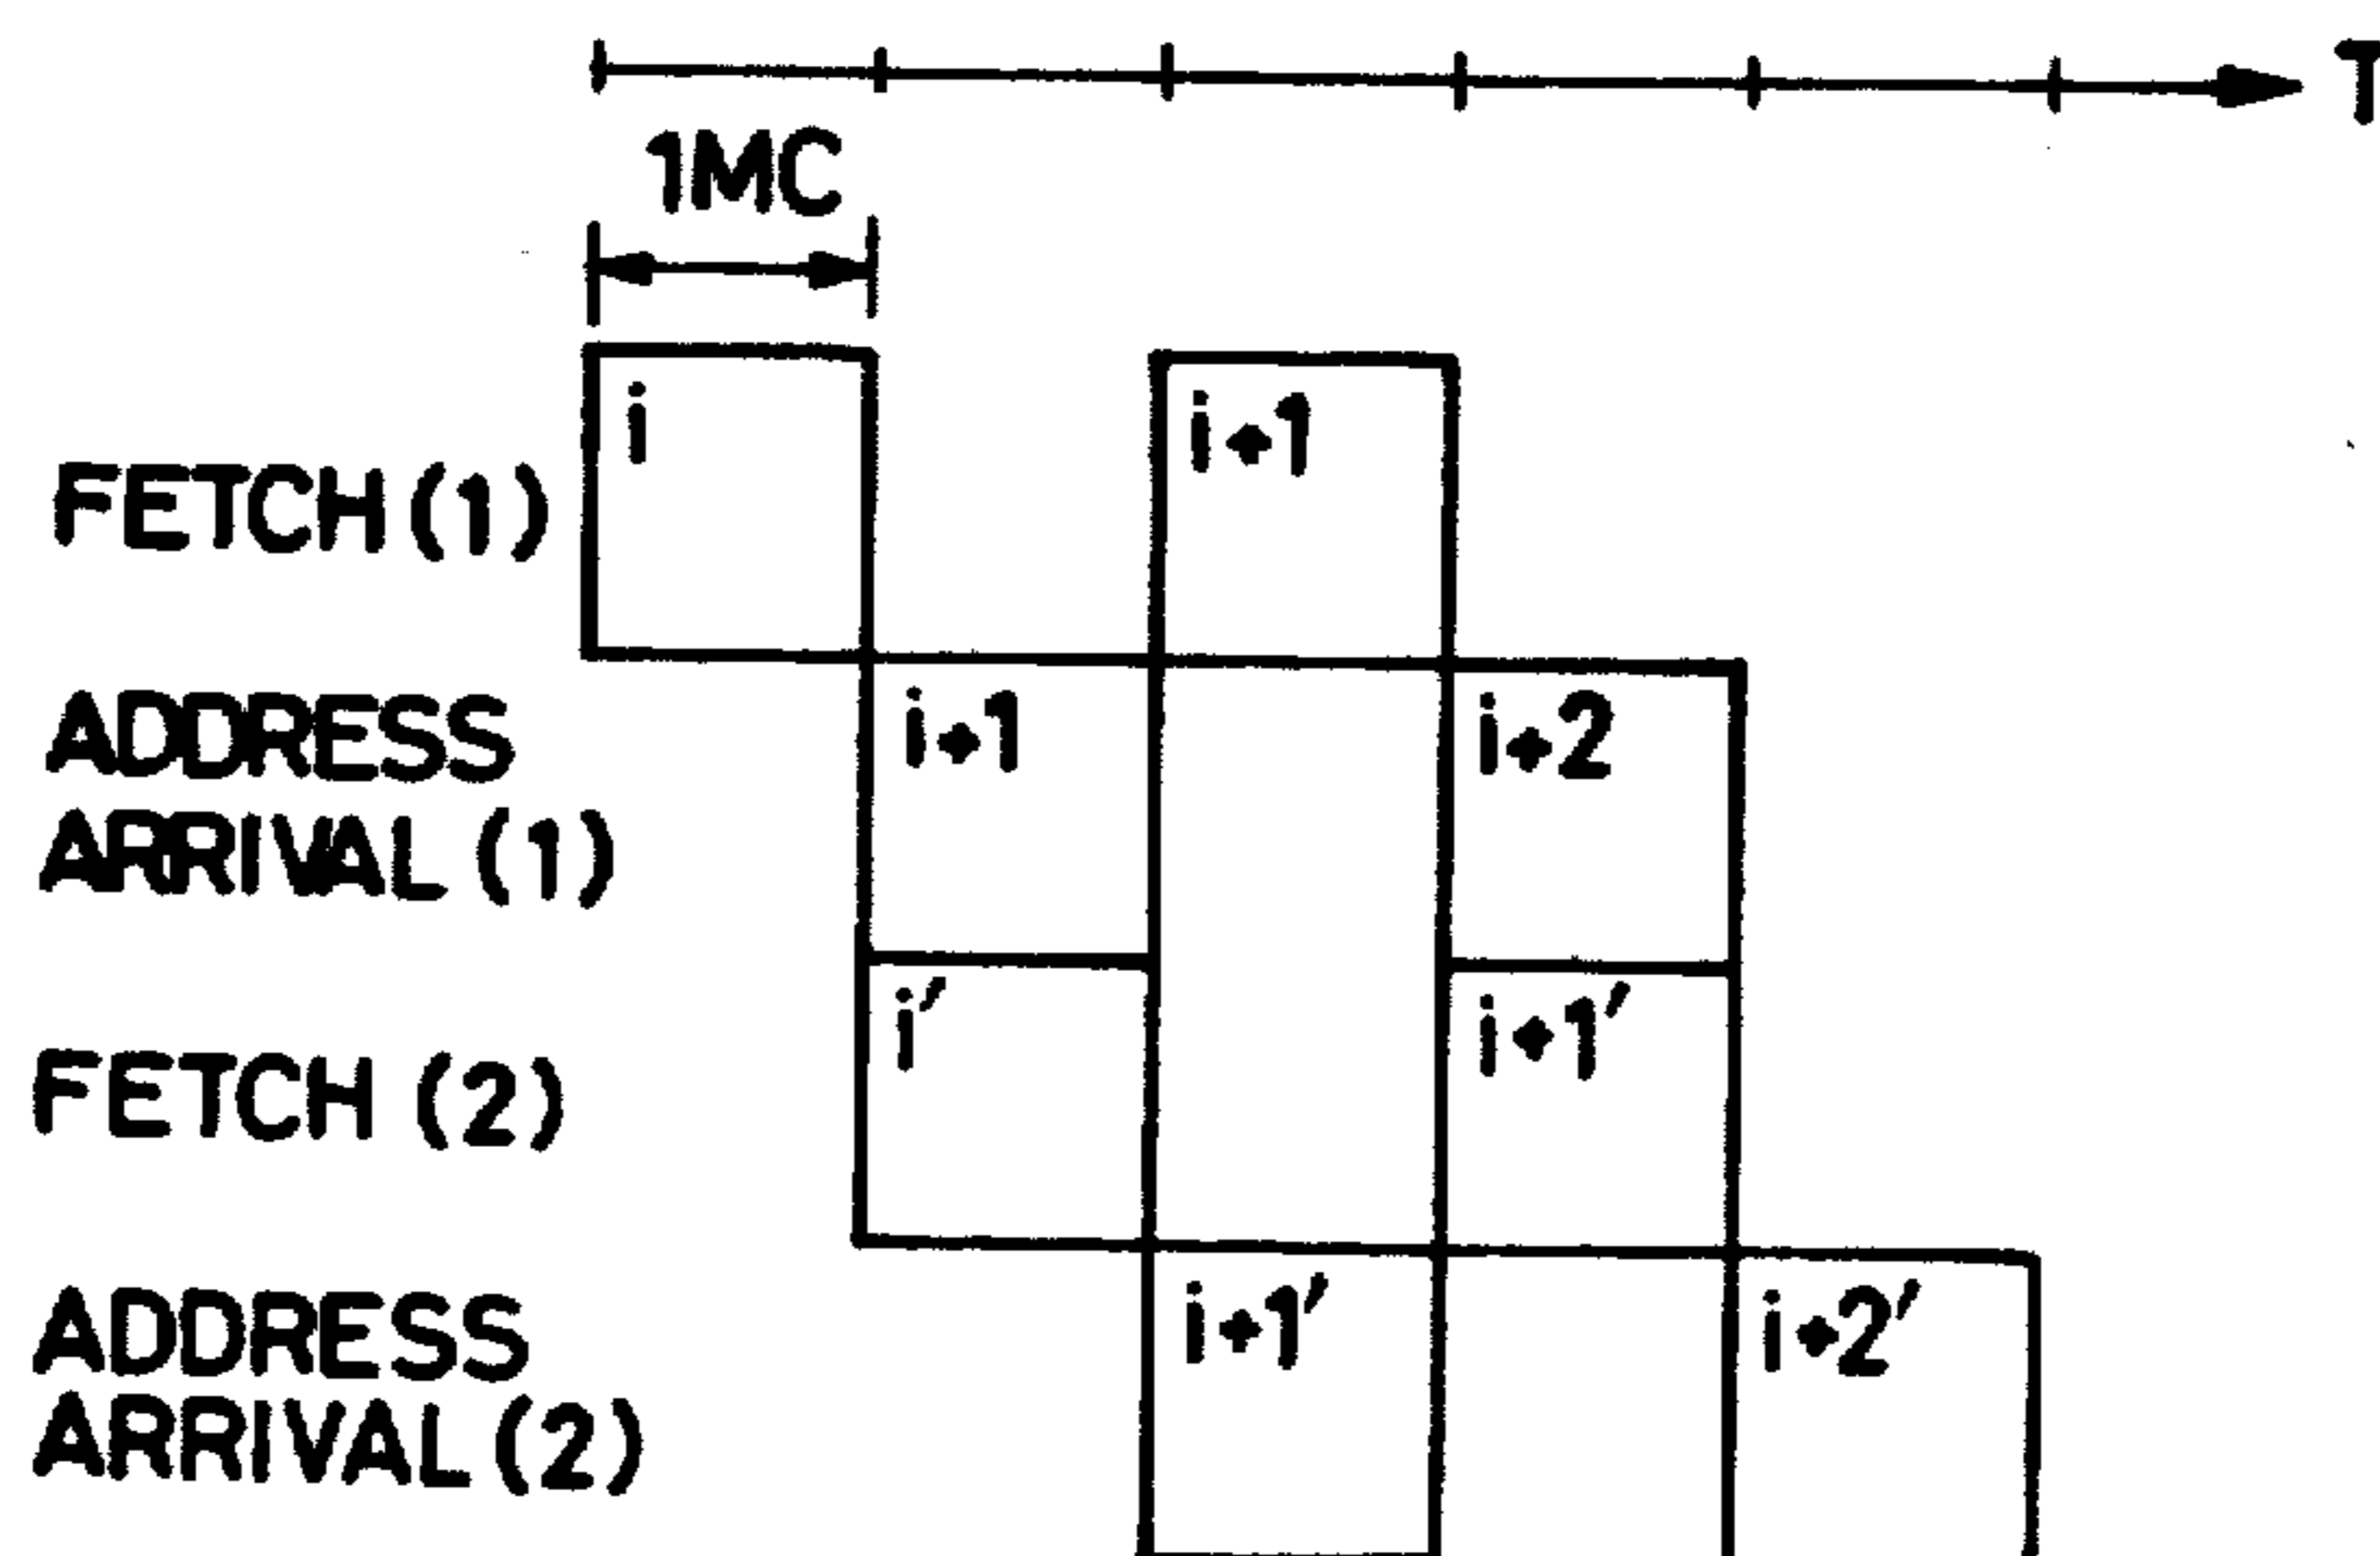 T
1MC
i i+1
FETCH (1)
i+1 i+2
ADDRESS
ARRIVAL (1)
i′ i+1′
FETCH (2)
i+1′ i+2′
ADDRESS
ARRIVAL (2)